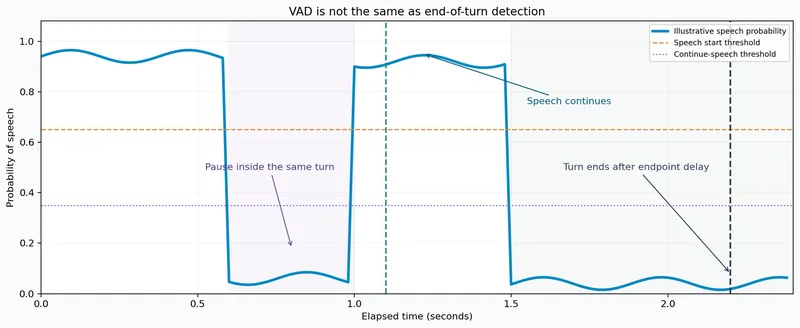 VAD is not the same as end-of-turn detection
Illustrative speech probability
Speech start threshold
Continue-speech threshold
Speech continues
Pause inside the same turn
Turn ends after endpoint delay
Probability of speech
1.0
0.8
0.6
0.4
0.2
0.0
0.0 0.5 1.0 1.5 2.0
Elapsed time (seconds)